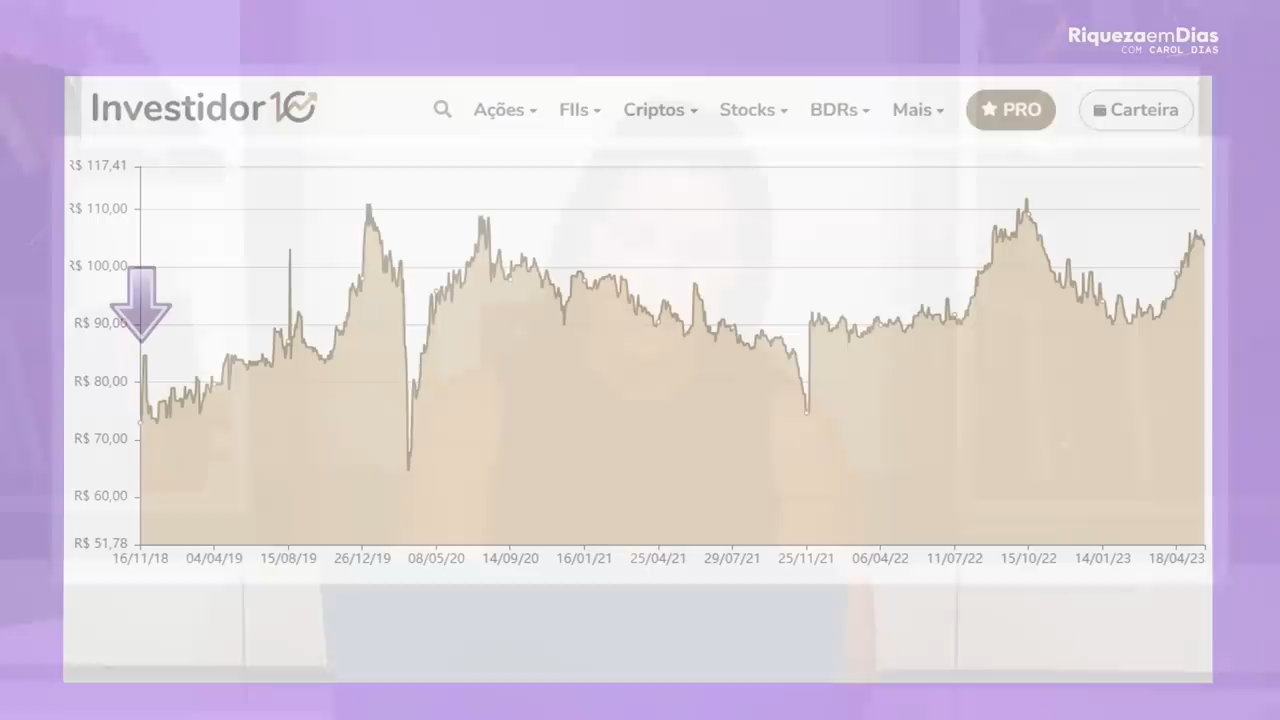 RiquezaemDias
COM CAROL DIAS
Investidor10
Ações
FIIs
Criptos
Stocks
BDRs
Mais
PRO
Carteira
R$ 117,41
R$ 110,00
R$ 100,00
R$ 90,00
R$ 80,00
R$ 70,00
R$ 60,00
R$ 51,78
16/11/18 04/04/19 15/08/19 26/12/19 08/05/20 14/09/20 16/01/21 25/04/21 29/07/21 25/11/21 06/04/22 11/07/22 15/10/22 14/01/23 18/04/23